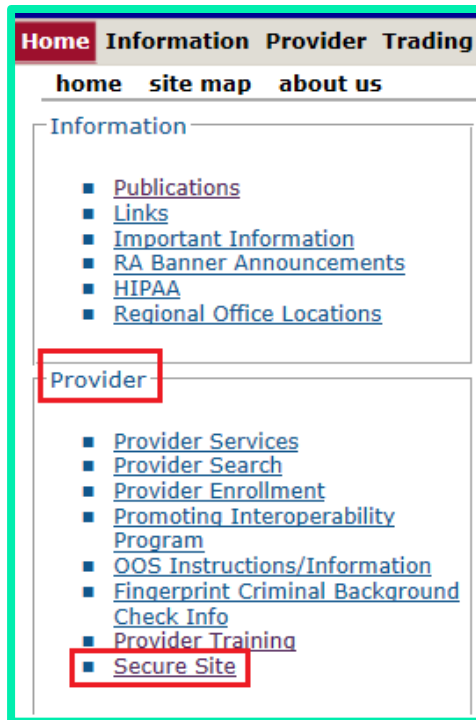 Home Information Provider Trading
home site map about us
Information
Publications
Links
Important Information
RA Banner Announcements
HIPAA
Regional Office Locations
Provider
Provider Services
Provider Search
Provider Enrollment
Promoting Interoperability
Program
OOS Instructions/Information
Fingerprint Criminal Background
Check Info
Provider Training
Secure Site